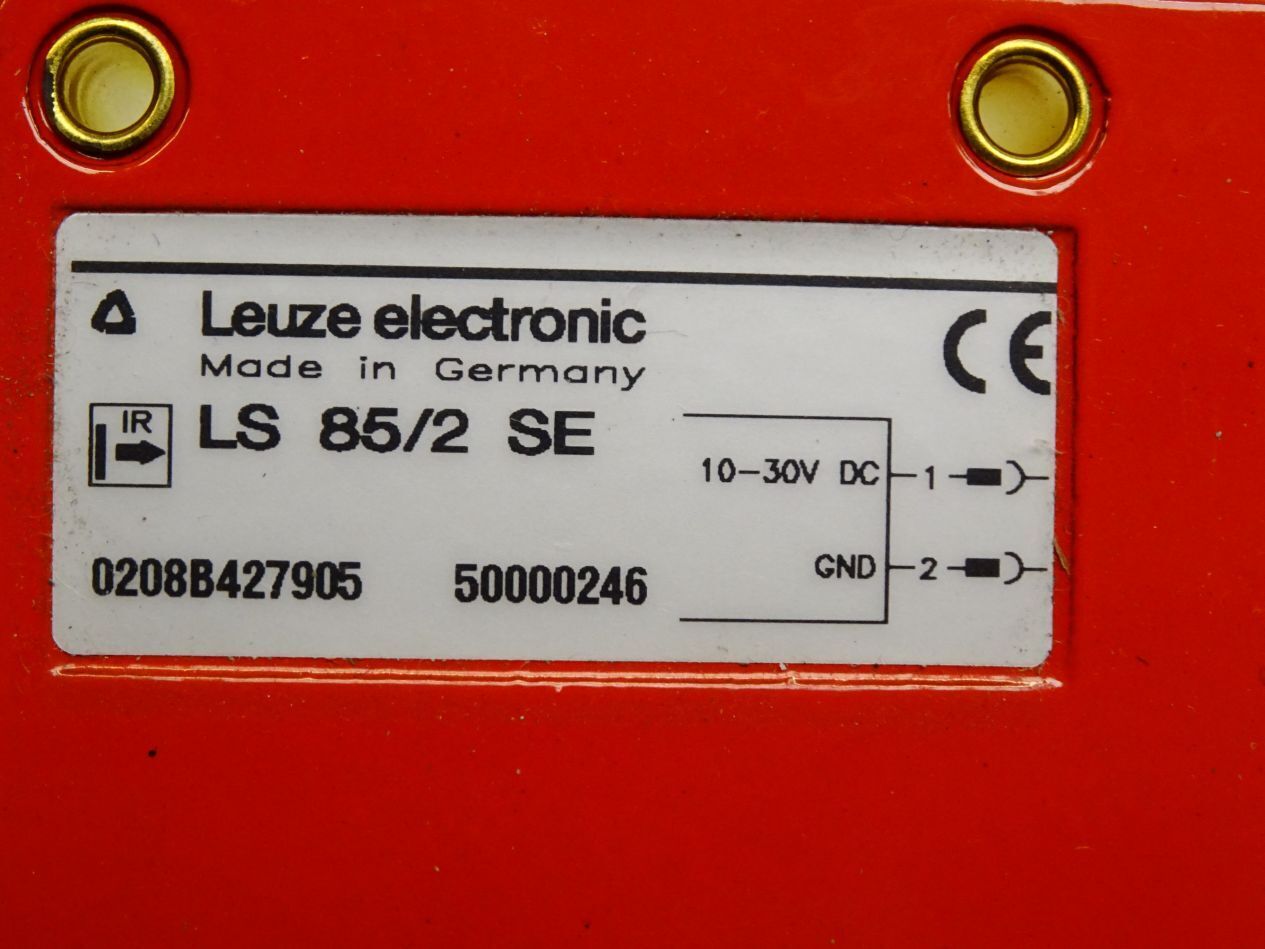 Leuze electronic
CE
Made in Germany
IR
LS 85/2 SE
10-30V DC 1
GND 2
0208B427905 50000246